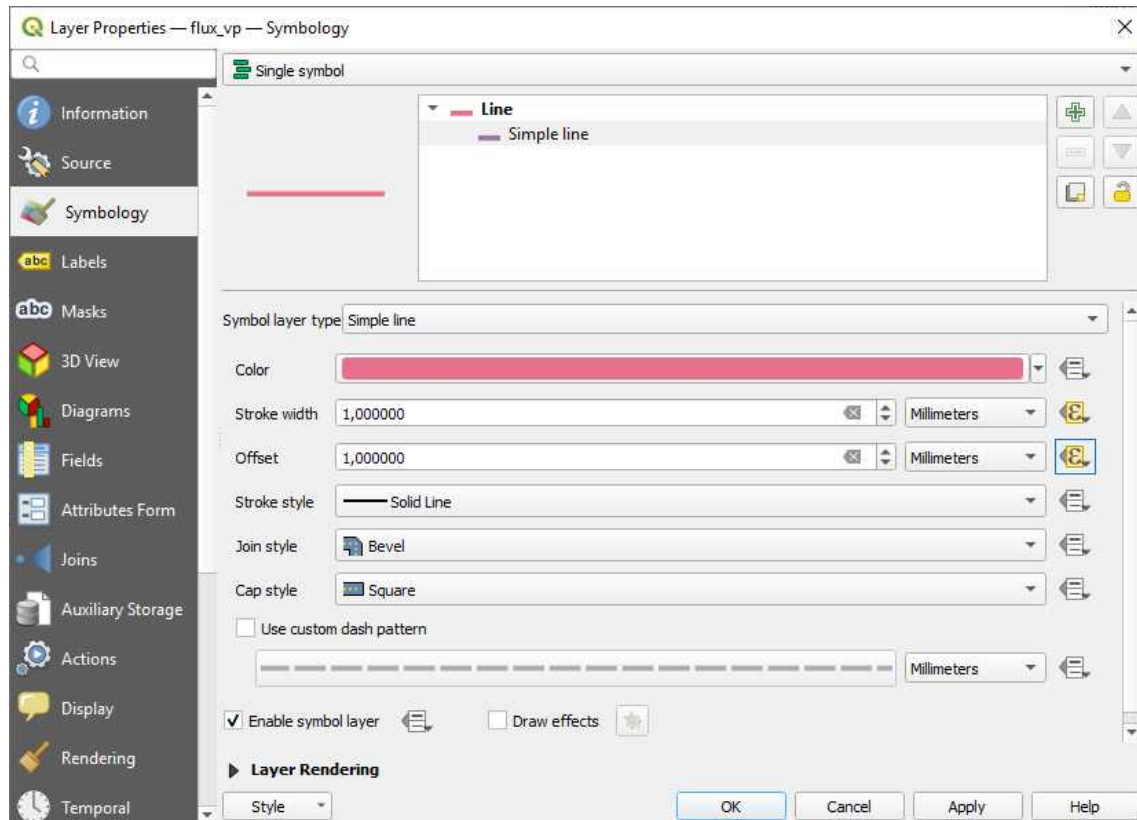 Layer Properties — flux_vp — Symbology
Single symbol
Line
Simple line
Information
Source
Symbology
abc Labels
abc Masks
3D View
Diagrams
Fields
Attributes Form
Joins
Auxiliary Storage
Actions
Display
Rendering
Temporal
Symbol layer type Simple line
Color
Stroke width 1,000000 Millimeters ε
Offset 1,000000 Millimeters ε
Stroke style Solid Line
Join style Bevel
Cap style Square
Use custom dash pattern
Millimeters
Enable symbol layer Draw effects
Layer Rendering
Style OK Cancel Apply Help